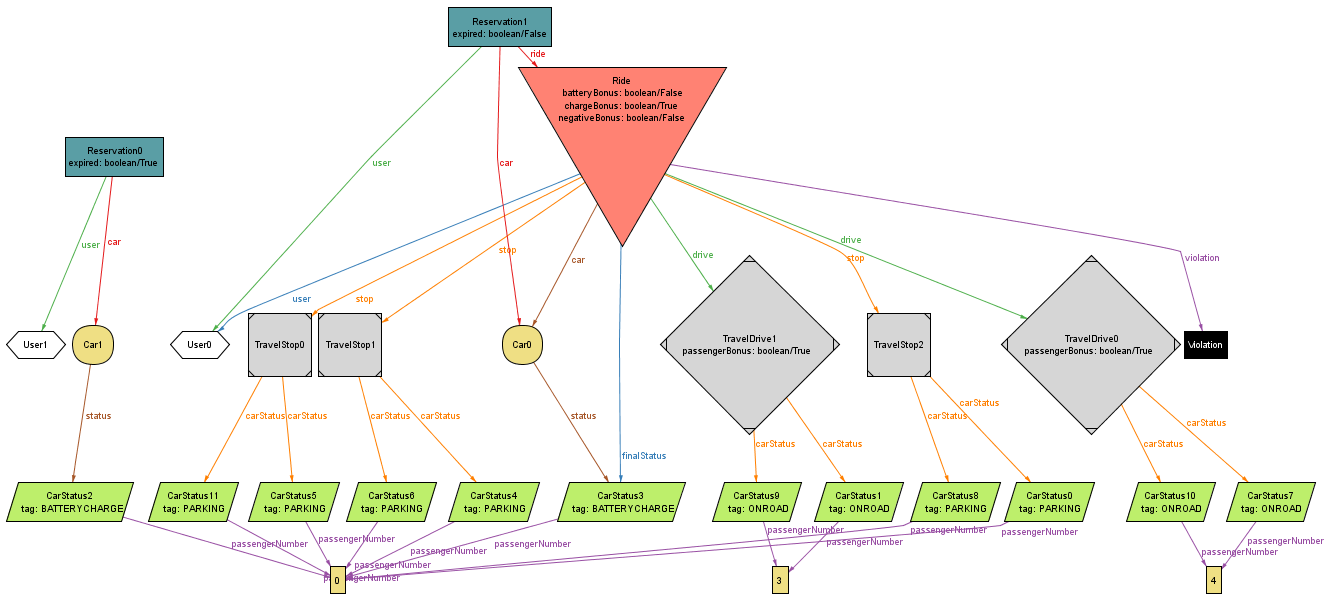 Reservation1
expired: boolean/False
ride
Ride
batteryBonus: boolean/False
chargeBonus: boolean/True
negativeBonus: boolean/False
Reservation0
expired: boolean/True
user
car
user
car
stop
car
drive
drive
stop
violation
user
stop
User1
Car1
User0
TravelStop0
TravelStop1
Car0
TravelDrive1
passengerBonus: boolean/True
TravelStop2
TravelDrive0
passengerBonus: boolean/True
Violation
status
carStatus
carStatus
carStatus
carStatus
status
finalStatus
carStatus
carStatus
carStatus
carStatus
carStatus
carStatus
CarStatus2
tag: BATTERYCHARGE
CarStatus11
tag: PARKING
CarStatus5
tag: PARKING
CarStatus6
tag: PARKING
CarStatus4
tag: PARKING
CarStatus3
tag: BATTERYCHARGE
CarStatus9
tag: ONROAD
CarStatus1
tag: ONROAD
CarStatus8
tag: PARKING
CarStatus0
tag: PARKING
CarStatus10
tag: ONROAD
CarStatus7
tag: ONROAD
passengerNumber
passengerNumber
passengerNumber
passengerNumber
passengerNumber
passengerNumber
passengerNumber
passengerNumber
passengerNumber
passengerNumber
passengerNumber
passengerNumber
0
3
4